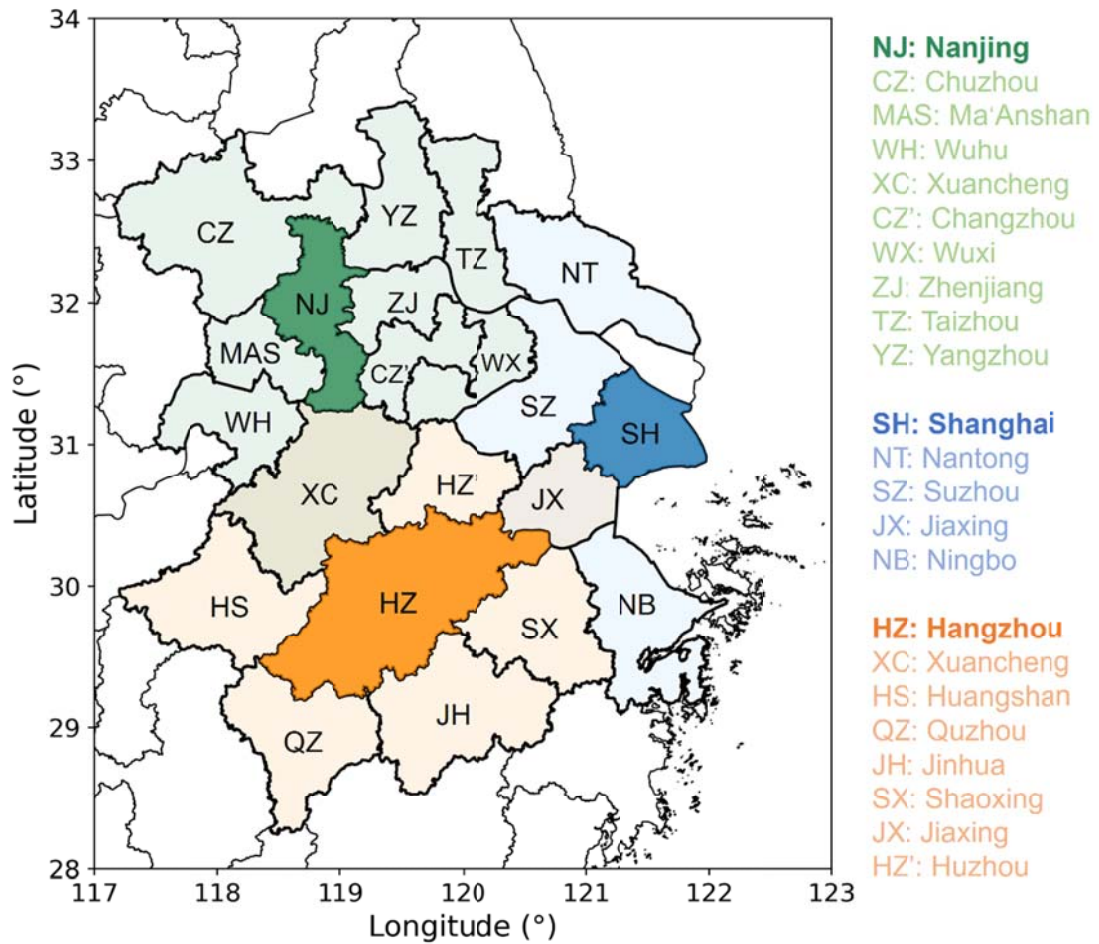 34
33
32
31
30
29
28
117
118
119
120
121
122
123
Latitude (°)
Longitude (°)
CZ
YZ
TZ
NT
NJ
ZJ
MAS
CZ'
WX
WH
SZ
SH
XC
HZ'
JX
HS
HZ
SX
NB
JH
QZ
NJ: Nanjing
CZ: Chuzhou
MAS: Ma'Anshan
WH: Wuhu
XC: Xuancheng
CZ': Changzhou
WX: Wuxi
ZJ: Zhenjiang
TZ: Taizhou
YZ: Yangzhou
SH: Shanghai
NT: Nantong
SZ: Suzhou
JX: Jiaxing
NB: Ningbo
HZ: Hangzhou
XC: Xuancheng
HS: Huangshan
QZ: Quzhou
JH: Jinhua
SX: Shaoxing
JX: Jiaxing
HZ': Huzhou